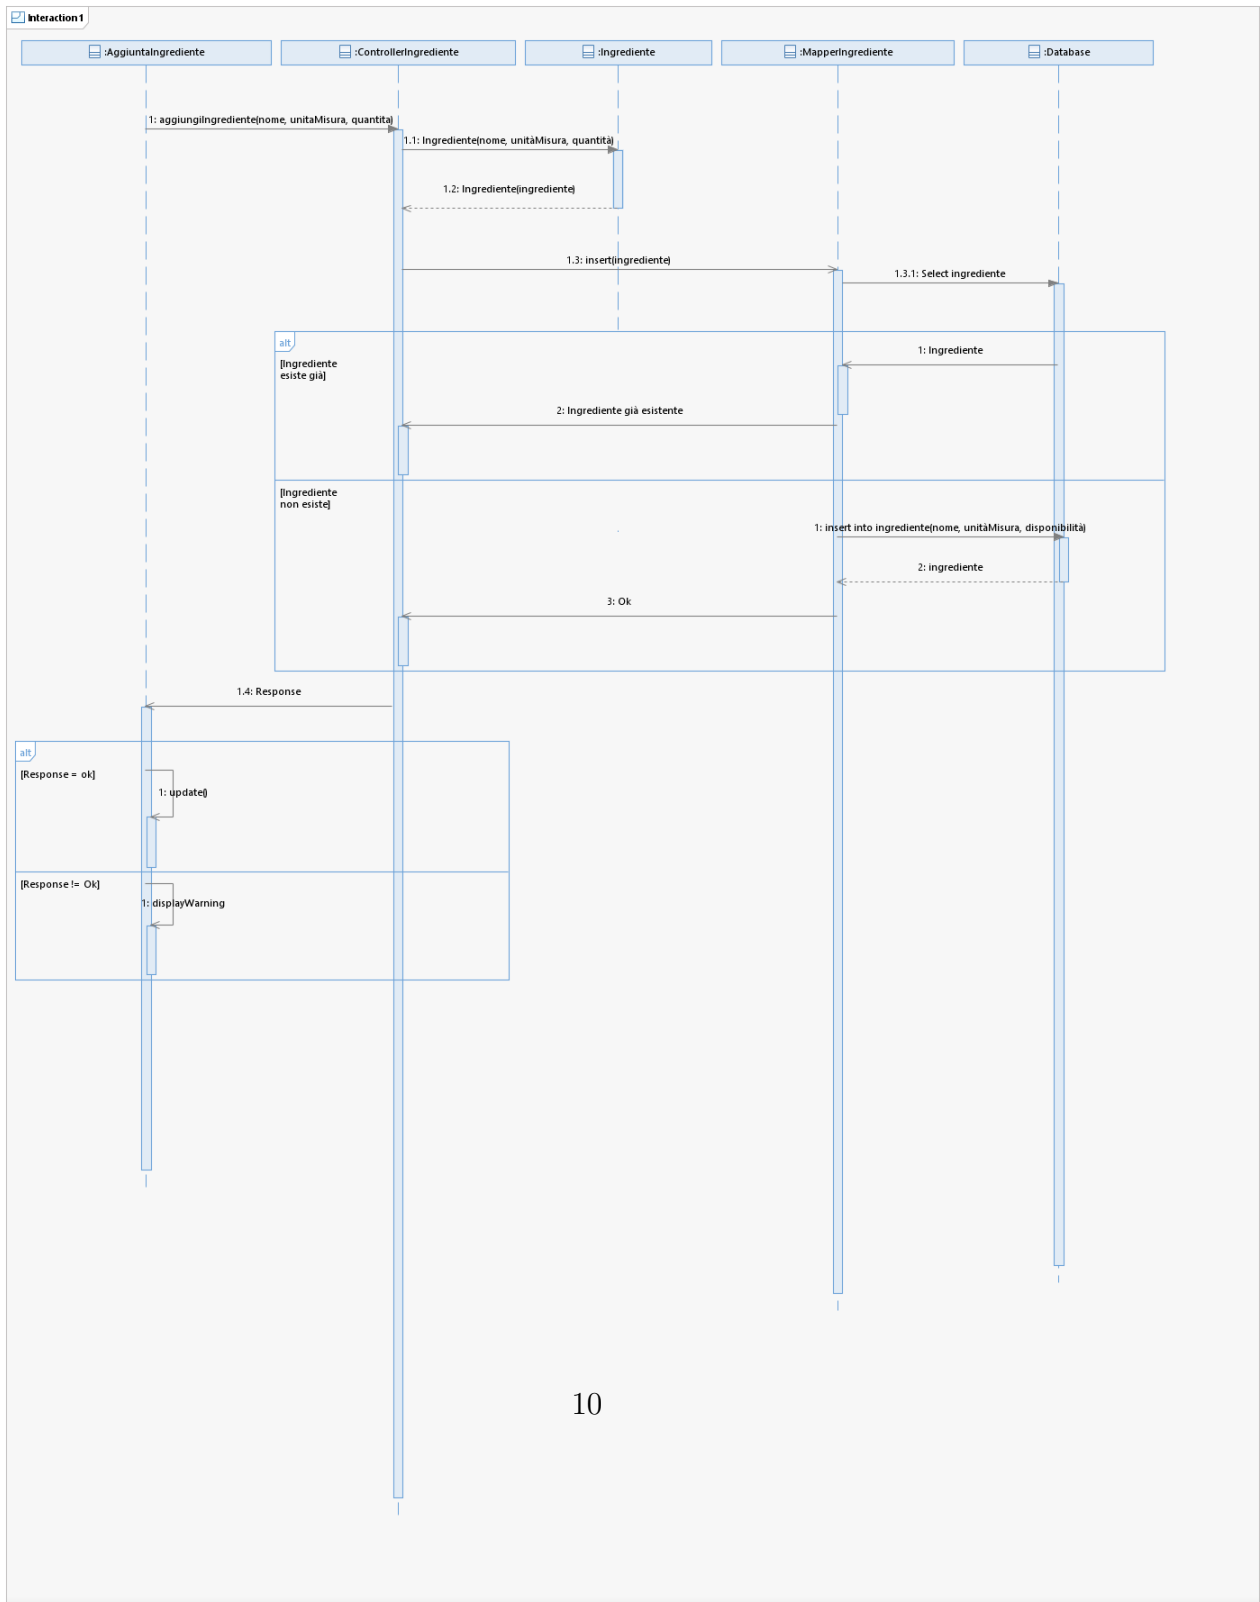 Interaction1
:AggiuntaIngrediente
:ControllerIngrediente
:Ingrediente
:MapperIngrediente
:Database
1: aggiungiIngrediente(nome, unitaMisura, quantita)
1.1: Ingrediente(nome, unitàMisura, quantità)
1.2: Ingrediente(ingrediente)
1.3: insert(ingrediente)
1.3.1: Select ingrediente
alt
1: Ingrediente
[Ingrediente
esiste già]
2: Ingrediente già esistente
[Ingrediente
non esiste]
1: insert into ingrediente(nome, unitàMisura, disponibilità)
2: ingrediente
3: Ok
1.4: Response
alt
[Response = ok]
1: update()
[Response != Ok]
1: displayWarning
10